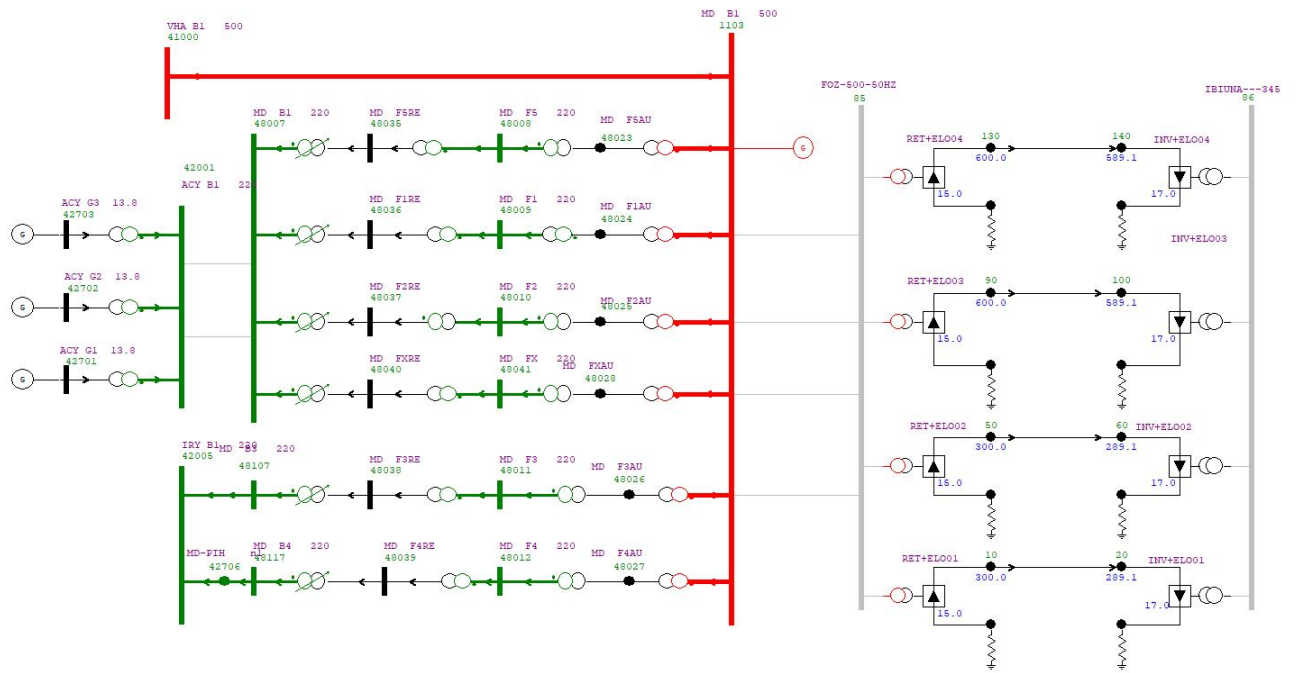 MD B1 500
1103
VHA B1 500
41000
FOZ-500-50HZ
85
IBIUNA---345
86
MD B1 220
48007
MD F5RE
48035
MD F5 220
48008
MD F5AU
48023
G
RET+ELO04
130
600.0
140
589.1
INV+ELO04
15.0
17.0
42001
ACY B1 220
ACY G3 13.8
42703
G
MD F1RE
48036
MD F1 220
48009
MD F1AU
48024
INV+ELO03
ACY G2 13.8
42702
G
MD F2RE
48037
MD F2 220
48010
MD F2AU
48025
RET+ELO03
90
600.0
100
589.1
15.0
17.0
ACY G1 13.8
42701
G
MD FXRE
48040
MD FX 220
48041
MD FXAU
48028
IRY B1 220
42005
MD B3 220
48107
MD F3RE
48038
MD F3 220
48011
MD F3AU
48026
RET+ELO02
50
300.0
60
289.1
INV+ELO02
15.0
17.0
MD-PIH
42706
MD B4 220
48117
MD F4RE
48039
MD F4 220
48012
MD F4AU
48027
RET+ELO01
10
300.0
20
289.1
INV+ELO01
15.0
17.0